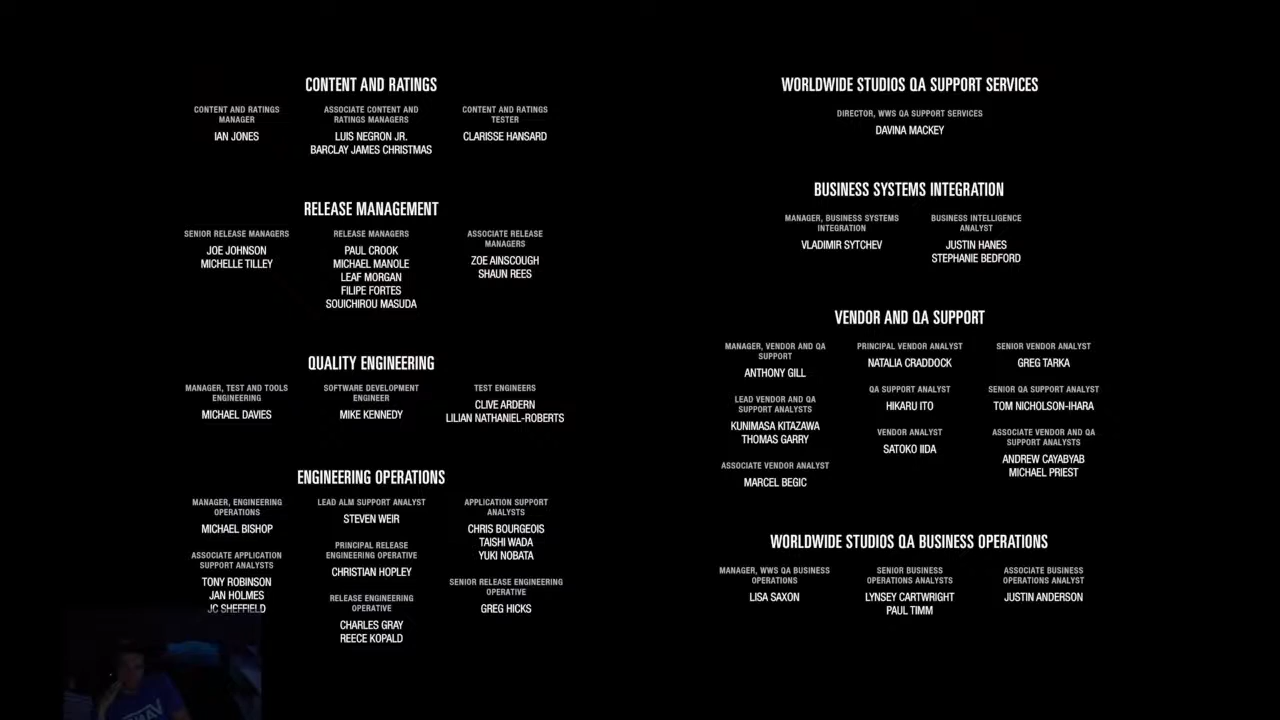 CONTENT AND RATINGS
CONTENT AND RATINGS
MANAGER
IAN JONES
ASSOCIATE CONTENT AND
RATINGS MANAGERS
LUIS NEGRON JR.
BARCLAY JAMES CHRISTMAS
CONTENT AND RATINGS
TESTER
CLARISSE HANSARD
RELEASE MANAGEMENT
SENIOR RELEASE MANAGERS
JOE JOHNSON
MICHELLE TILLEY
RELEASE MANAGERS
PAUL CROOK
MICHAEL MANOLE
LEAF MORGAN
FILIPE FORTES
SOUICHIROU MASUDA
ASSOCIATE RELEASE
MANAGERS
ZOE AINSCOUGH
SHAUN REES
QUALITY ENGINEERING
MANAGER, TEST AND TOOLS
ENGINEERING
MICHAEL DAVIES
SOFTWARE DEVELOPMENT
ENGINEER
MIKE KENNEDY
TEST ENGINEERS
CLIVE ARDERN
LILIAN NATHANIEL-ROBERTS
ENGINEERING OPERATIONS
MANAGER, ENGINEERING
OPERATIONS
MICHAEL BISHOP
ASSOCIATE APPLICATION
SUPPORT ANALYSTS
TONY ROBINSON
JAN HOLMES
JC SHEFFIELD
LEAD ALM SUPPORT ANALYST
STEVEN WEIR
PRINCIPAL RELEASE
ENGINEERING OPERATIVE
CHRISTIAN HOPLEY
RELEASE ENGINEERING
OPERATIVE
CHARLES GRAY
REECE KOPALD
APPLICATION SUPPORT
ANALYSTS
CHRIS BOURGEOIS
TAISHI WADA
YUKI NOBATA
SENIOR RELEASE ENGINEERING
OPERATIVE
GREG HICKS
WORLDWIDE STUDIOS QA SUPPORT SERVICES
DIRECTOR, WWS QA SUPPORT SERVICES
DAVINA MACKEY
BUSINESS SYSTEMS INTEGRATION
MANAGER, BUSINESS SYSTEMS
INTEGRATION
VLADIMIR SYTCHEV
BUSINESS INTELLIGENCE
ANALYST
JUSTIN HANES
STEPHANIE BEDFORD
VENDOR AND QA SUPPORT
MANAGER, VENDOR AND QA
SUPPORT
ANTHONY GILL
LEAD VENDOR AND QA
SUPPORT ANALYSTS
KUNIMASA KITAZAWA
THOMAS GARRY
ASSOCIATE VENDOR ANALYST
MARCEL BEGIC
PRINCIPAL VENDOR ANALYST
NATALIA CRADDOCK
QA SUPPORT ANALYST
HIKARU ITO
VENDOR ANALYST
SATOKO IIDA
SENIOR VENDOR ANALYST
GREG TARKA
SENIOR QA SUPPORT ANALYST
TOM NICHOLSON-IHARA
ASSOCIATE VENDOR AND QA
SUPPORT ANALYSTS
ANDREW CAYABYAB
MICHAEL PRIEST
WORLDWIDE STUDIOS QA BUSINESS OPERATIONS
MANAGER, WWS QA BUSINESS
OPERATIONS
LISA SAXON
SENIOR BUSINESS
OPERATIONS ANALYSTS
LYNSEY CARTWRIGHT
PAUL TIMM
ASSOCIATE BUSINESS
OPERATIONS ANALYST
JUSTIN ANDERSON